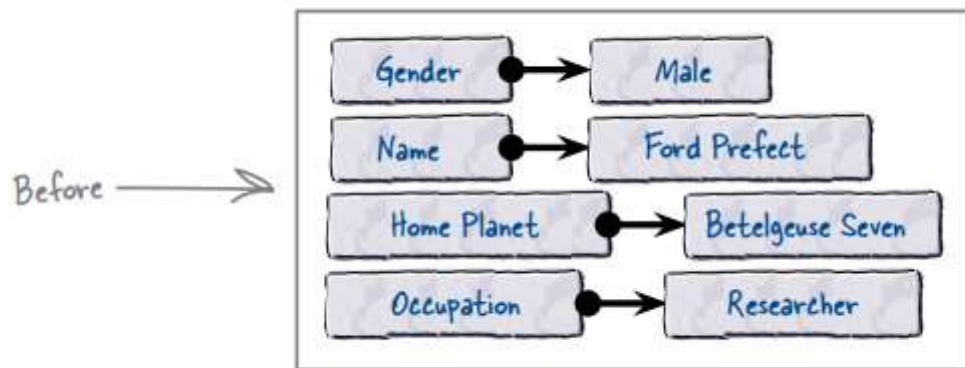 Gender Male
Name Ford Prefect
Before
Home Planet Betelgeuse Seven
Occupation Researcher